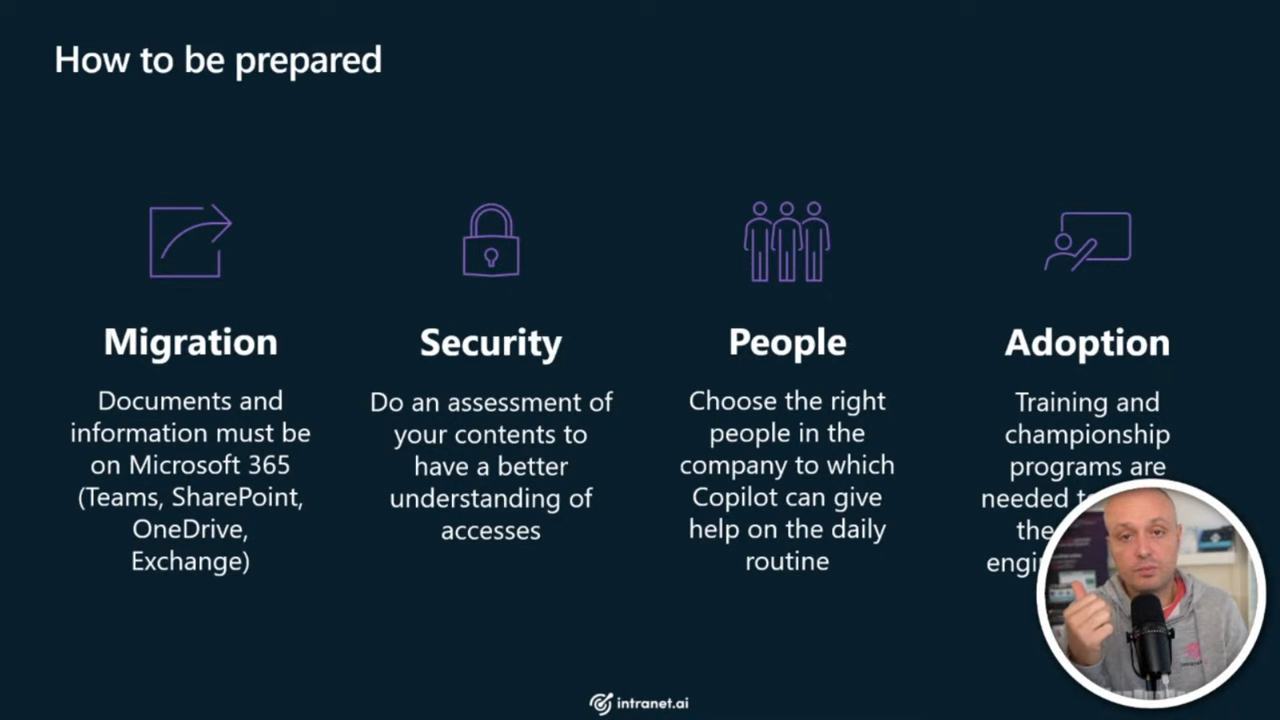 How to be prepared
Migration
Documents and
information must be
on Microsoft 365
(Teams, SharePoint,
OneDrive,
Exchange)
Security
Do an assessment of
your contents to
have a better
understanding of
accesses
People
Choose the right
people in the
company to which
Copilot can give
help on the daily
routine
Adoption
Training and
championship
programs are
needed
the
intranet.ai